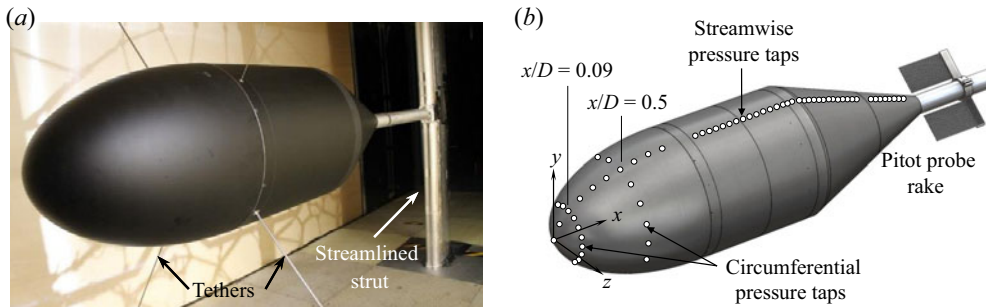 (a)
Tethers
Streamlined
strut
(b)
Streamwise
pressure taps
x/D = 0.09
x/D = 0.5
y
x
z
Pitot probe
rake
Circumferential
pressure taps